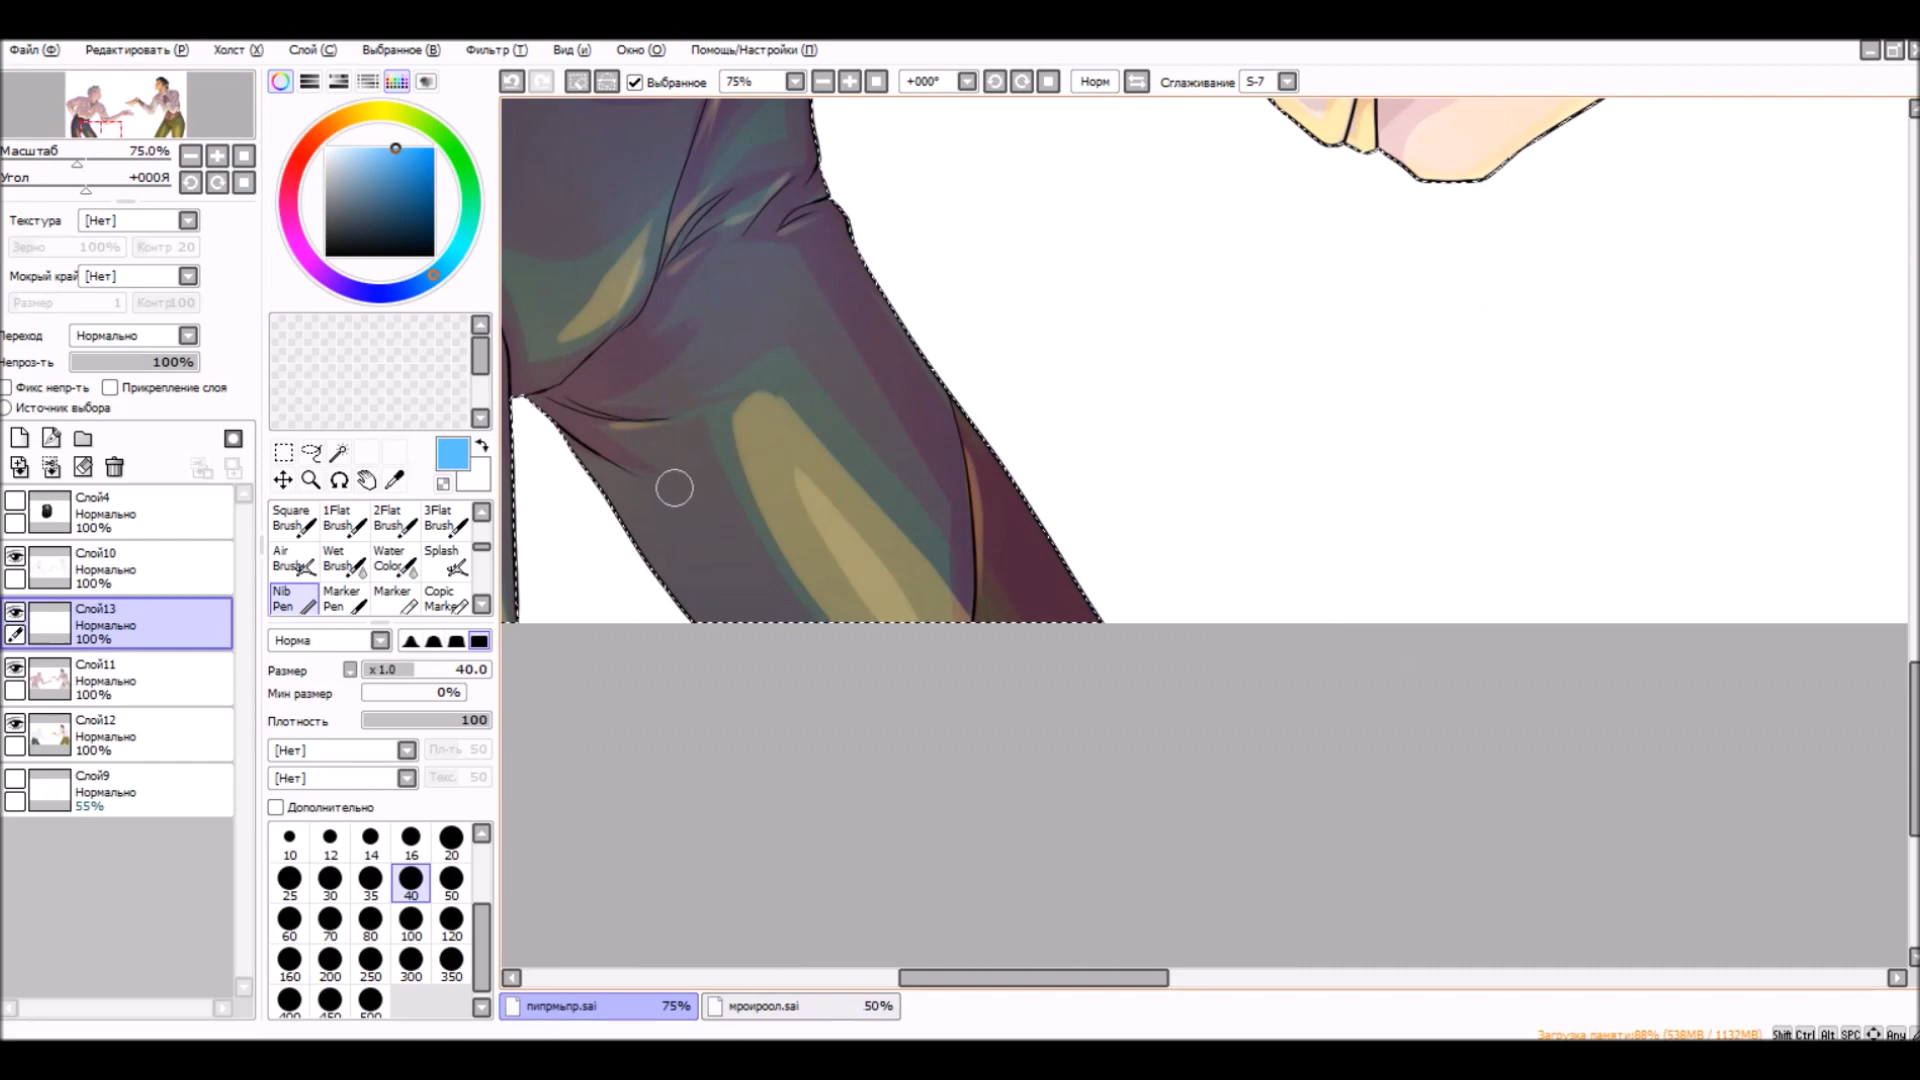 Файл (Ф) Редактировать (Р) Холст (Х) Слой (С) Выбранное (В) Фильтр (Т) Вид (и) Окно (О) Помощь/Настройки (П)
Выбранное 75% +000° Норм Сглаживание S-7
Масштаб 75.0%
Угол +000Я
Текстура [Нет]
Зерно 100% Контр 20
Мокрый край [Нет]
Размер 1 Контр100
Переход Нормально
Непроз-ть 100%
Фикс непр-ть Прикрепление слоя
Источник выбора
Слой4
Нормально
100%
Слой10
Нормально
100%
Слой13
Нормально
100%
Слой11
Нормально
100%
Слой12
Нормально
100%
Слой9
Нормально
55%
Square Brush 1Flat Brush 2Flat Brush 3Flat Brush
Air Brush Wet Brush Water Color Splash
Nib Pen Marker Pen Marker Copic Marke
Норма
Размер x 1.0 40.0
Мин размер 0%
Плотность 100
[Нет] Пл-ть 50
[Нет] Текс. 50
Дополнительно
10 12 14 16 20
25 30 35 40 50
60 70 80 100 120
160 200 250 300 350
400 450 500
пипрмьпр.sai 75% мроироол.sai 50%
Загрузка памяти:88% (538MB / 1132MB) Shift Ctrl Alt SPC Any